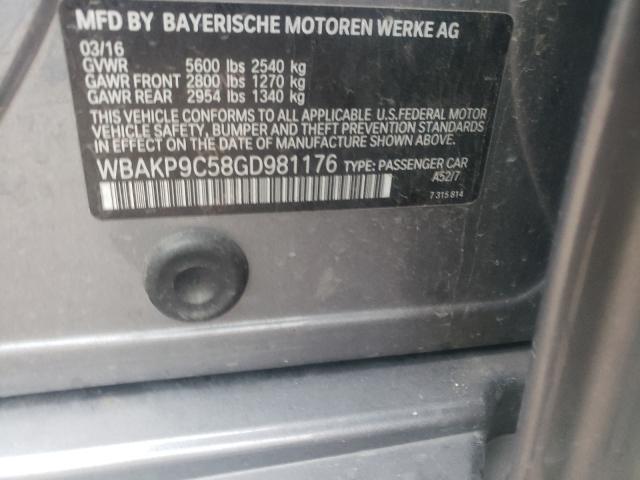 MFD BY BAYERISCHE MOTOREN WERKE AG
03/16
GVWR 5600 lbs 2540 kg
GAWR FRONT 2800 lbs 1270 kg
GAWR REAR 2954 lbs 1340 kg
THIS VEHICLE CONFORMS TO ALL APPLICABLE U.S.FEDERAL MOTOR
VEHICLE SAFETY, BUMPER AND THEFT PREVENTION STANDARDS
IN EFFECT ON THE DATE OF MANUFACTURE SHOWN ABOVE.
WBAKP9C58GD981176 TYPE: PASSENGER CAR
A52/7
7 315 814